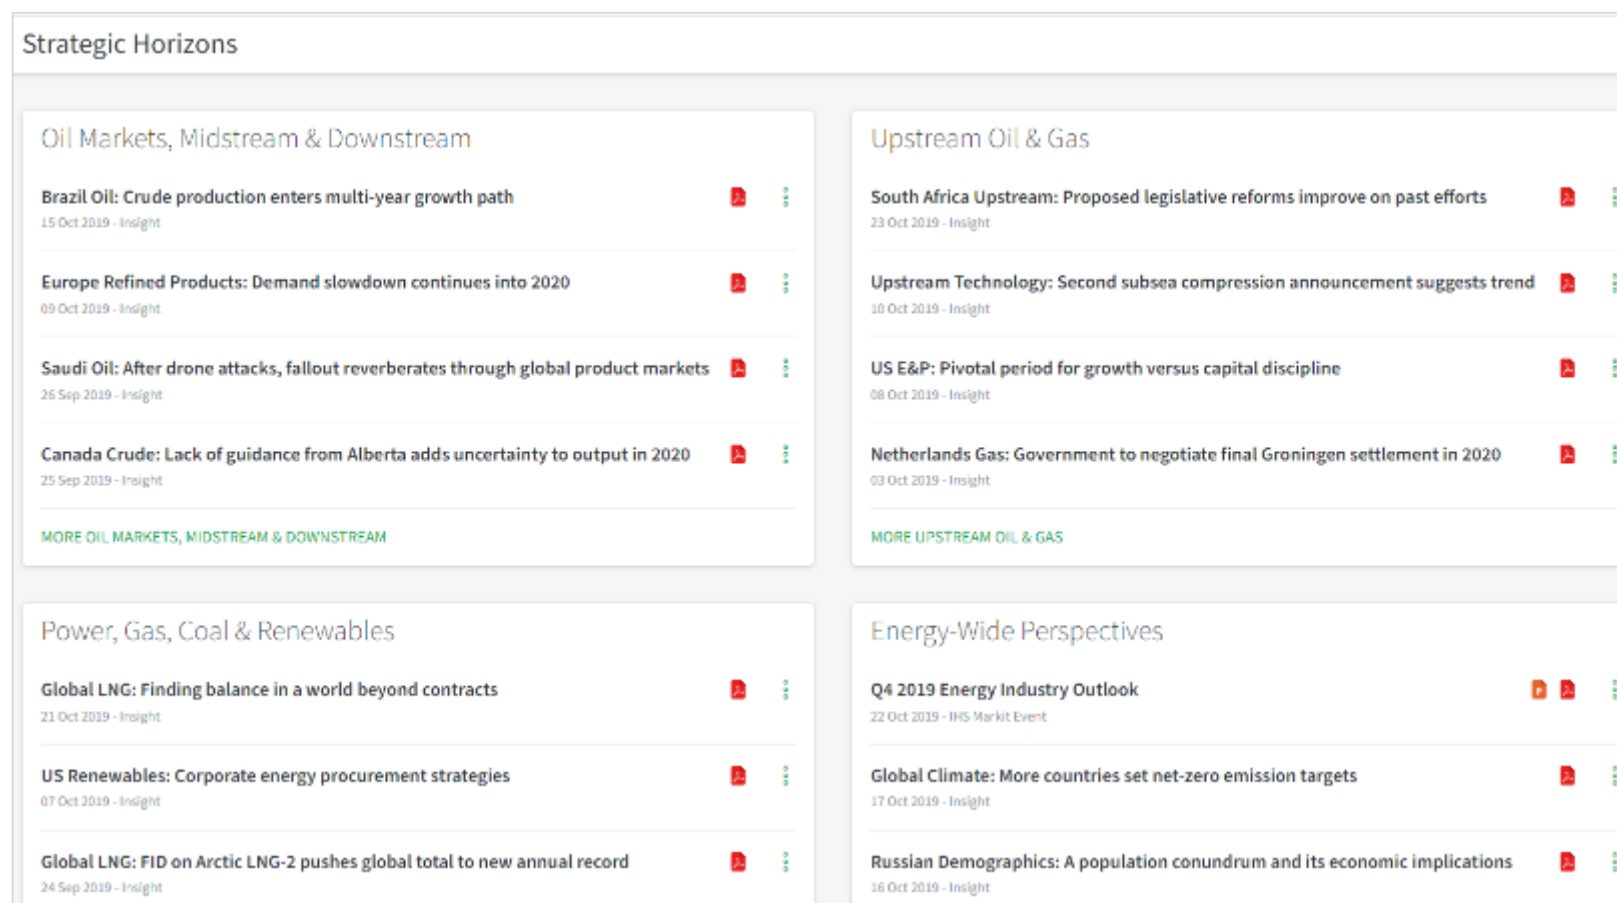 Strategic Horizons
Oil Markets, Midstream & Downstream
Brazil Oil: Crude production enters multi-year growth path
15 Oct 2019 - Insight
Europe Refined Products: Demand slowdown continues into 2020
09 Oct 2019 - Insight
Saudi Oil: After drone attacks, fallout reverberates through global product markets
26 Sep 2019 - Insight
Canada Crude: Lack of guidance from Alberta adds uncertainty to output in 2020
25 Sep 2019 - Insight
MORE OIL MARKETS, MIDSTREAM & DOWNSTREAM
Upstream Oil & Gas
South Africa Upstream: Proposed legislative reforms improve on past efforts
23 Oct 2019 - Insight
Upstream Technology: Second subsea compression announcement suggests trend
10 Oct 2019 - Insight
US E&P: Pivotal period for growth versus capital discipline
08 Oct 2019 - Insight
Netherlands Gas: Government to negotiate final Groningen settlement in 2020
03 Oct 2019 - Insight
MORE UPSTREAM OIL & GAS
Power, Gas, Coal & Renewables
Global LNG: Finding balance in a world beyond contracts
21 Oct 2019 - Insight
US Renewables: Corporate energy procurement strategies
07 Oct 2019 - Insight
Global LNG: FID on Arctic LNG-2 pushes global total to new annual record
24 Sep 2019 - Insight
Energy-Wide Perspectives
Q4 2019 Energy Industry Outlook
22 Oct 2019 - IHS Markit Event
Global Climate: More countries set net-zero emission targets
17 Oct 2019 - Insight
Russian Demographics: A population conundrum and its economic implications
16 Oct 2019 - Insight